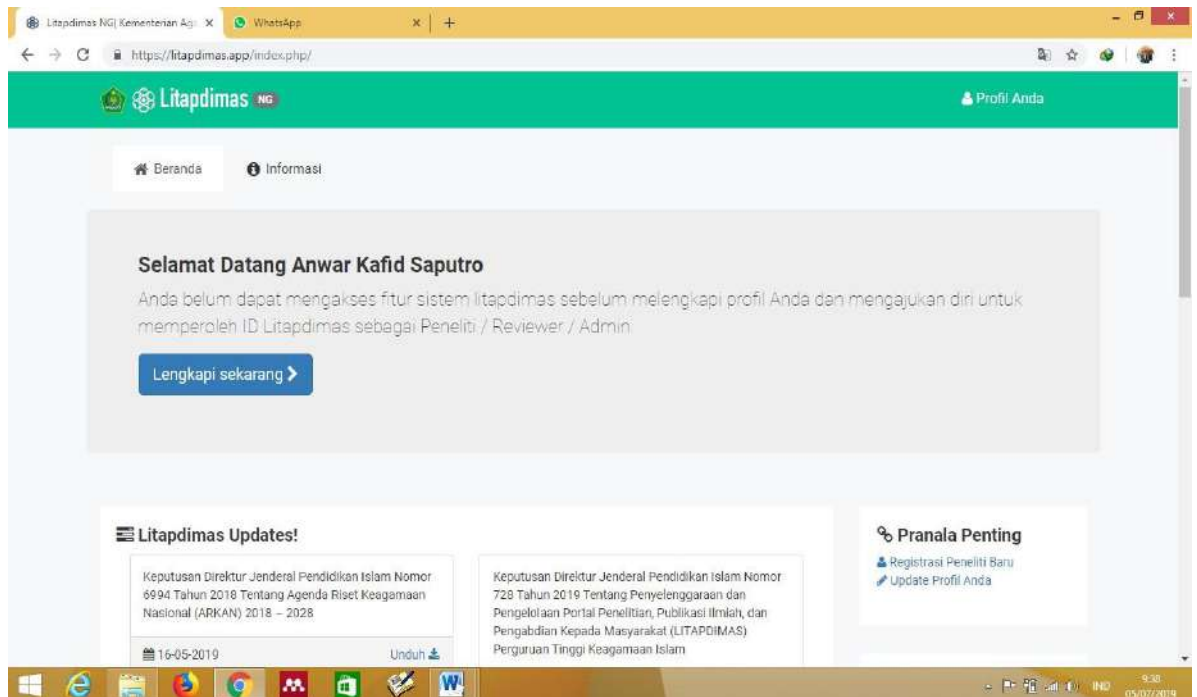 Litapdimas NG| Kementerian Ag
WhatsApp
https://litapdimas.app/index.php/
Litapdimas NG
Profil Anda
Beranda
Informasi
Selamat Datang Anwar Kafid Saputro
Anda belum dapat mengakses fitur sistem litapdimas sebelum melengkapi profil Anda dan mengajukan diri untuk
memperoleh ID Litapdimas sebagai Peneliti / Reviewer / Admin
Lengkapi sekarang
Litapdimas Updates!
Keputusan Direktur Jenderal Pendidikan Islam Nomor
6994 Tahun 2018 Tentang Agenda Riset Keagamaan
Nasional (ARKAN) 2018 – 2028
16-05-2019
Unduh
Keputusan Direktur Jenderal Pendidikan Islam Nomor
728 Tahun 2019 Tentang Penyelenggaraan dan
Pengelolaan Portal Penelitian, Publikasi Ilmiah, dan
Pengabdian Kepada Masyarakat (LITAPDIMAS)
Perguruan Tinggi Keagamaan Islam
Pranala Penting
Registrasi Peneliti Baru
Update Profil Anda
IND
9:38
05/07/2019